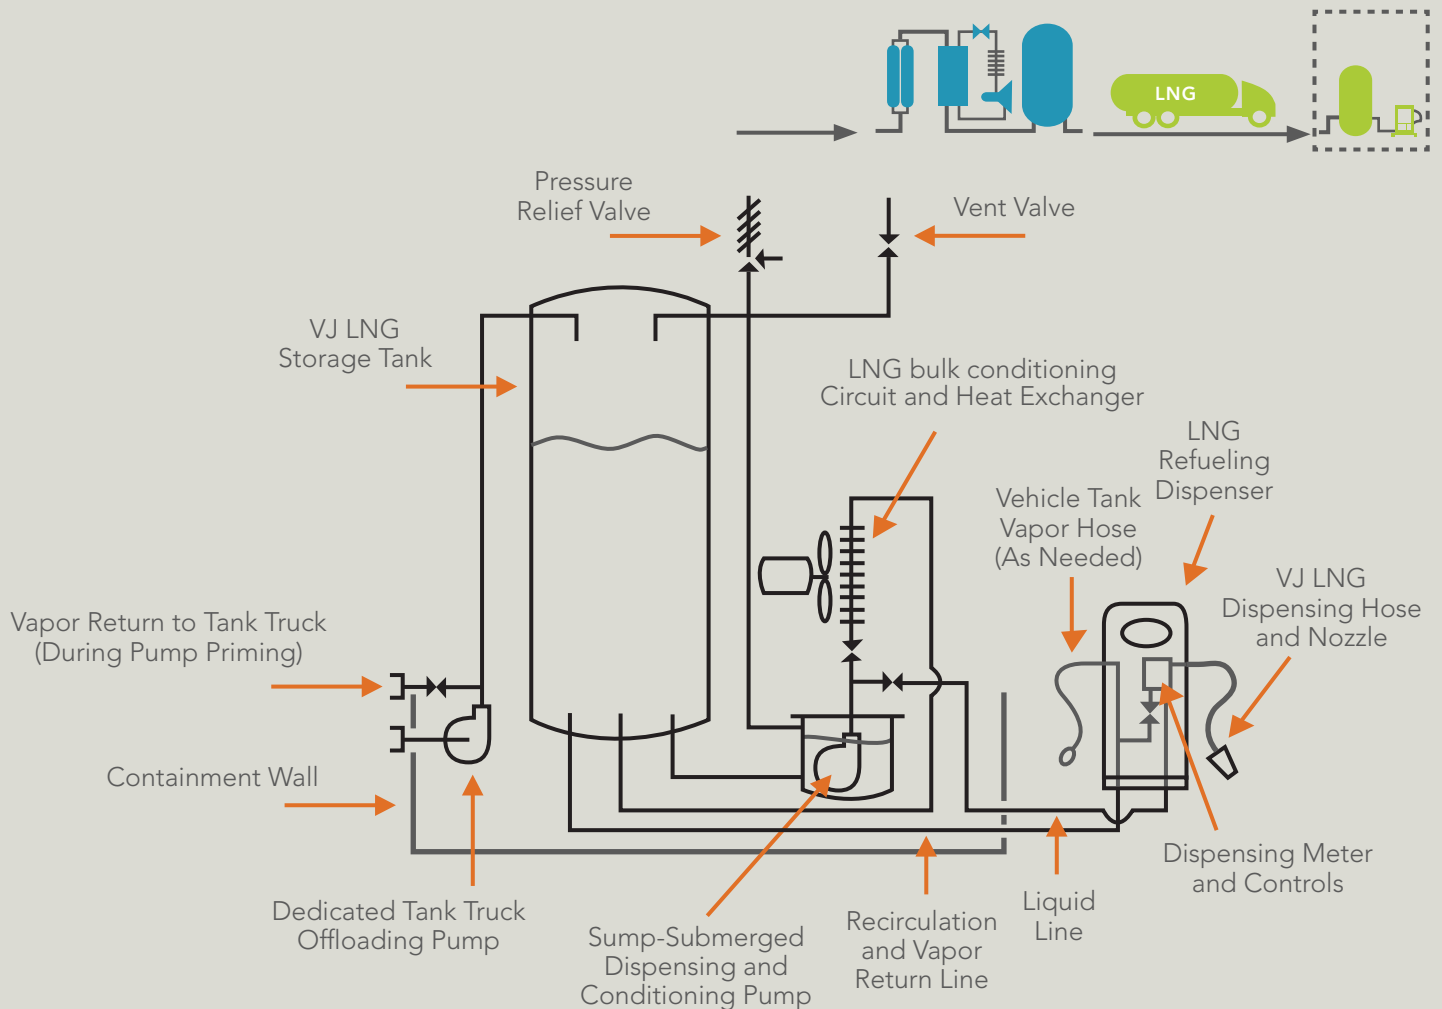 LNG
Pressure
Relief Valve
Vent Valve
VJ LNG
Storage Tank
LNG bulk conditioning
Circuit and Heat Exchanger
LNG
Refueling
Dispenser
Vehicle Tank
Vapor Hose
(As Needed)
VJ LNG
Dispensing Hose
and Nozzle
Vapor Return to Tank Truck
(During Pump Priming)
Containment Wall
Dedicated Tank Truck
Offloading Pump
Sump-Submerged
Dispensing and
Conditioning Pump
Recirculation
and Vapor
Return Line
Liquid
Line
Dispensing Meter
and Controls